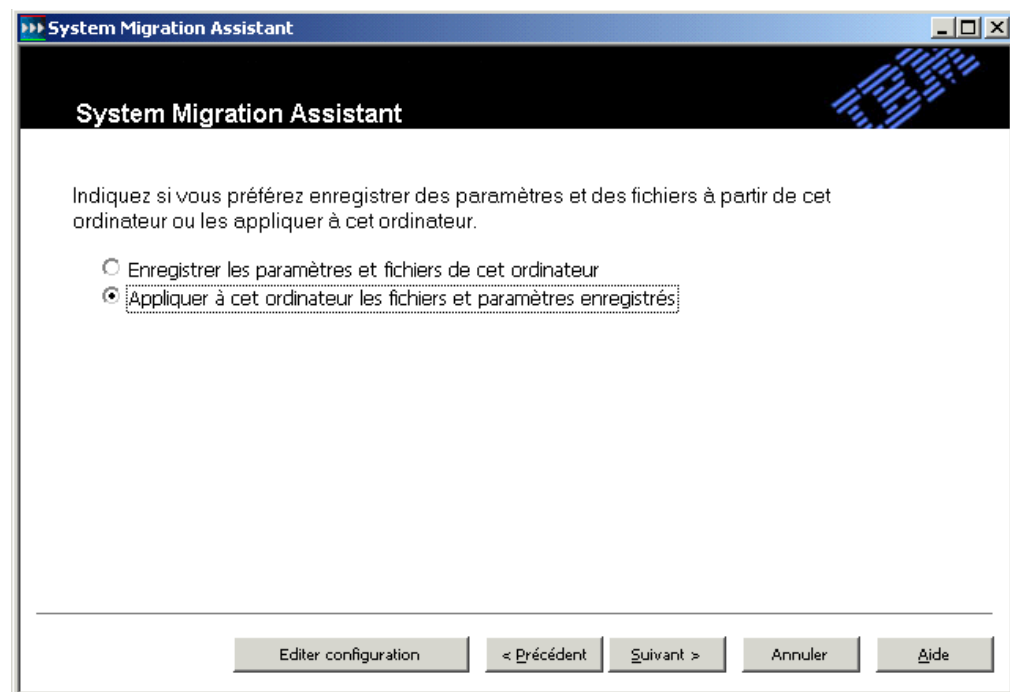 System Migration Assistant
IBM
System Migration Assistant
Indiquez si vous préférez enregistrer des paramètres et des fichiers à partir de cet
ordinateur ou les appliquer à cet ordinateur.
Enregistrer les paramètres et fichiers de cet ordinateur
Appliquer à cet ordinateur les fichiers et paramètres enregistrés
Editer configuration
< Précédent
Suivant >
Annuler
Aide